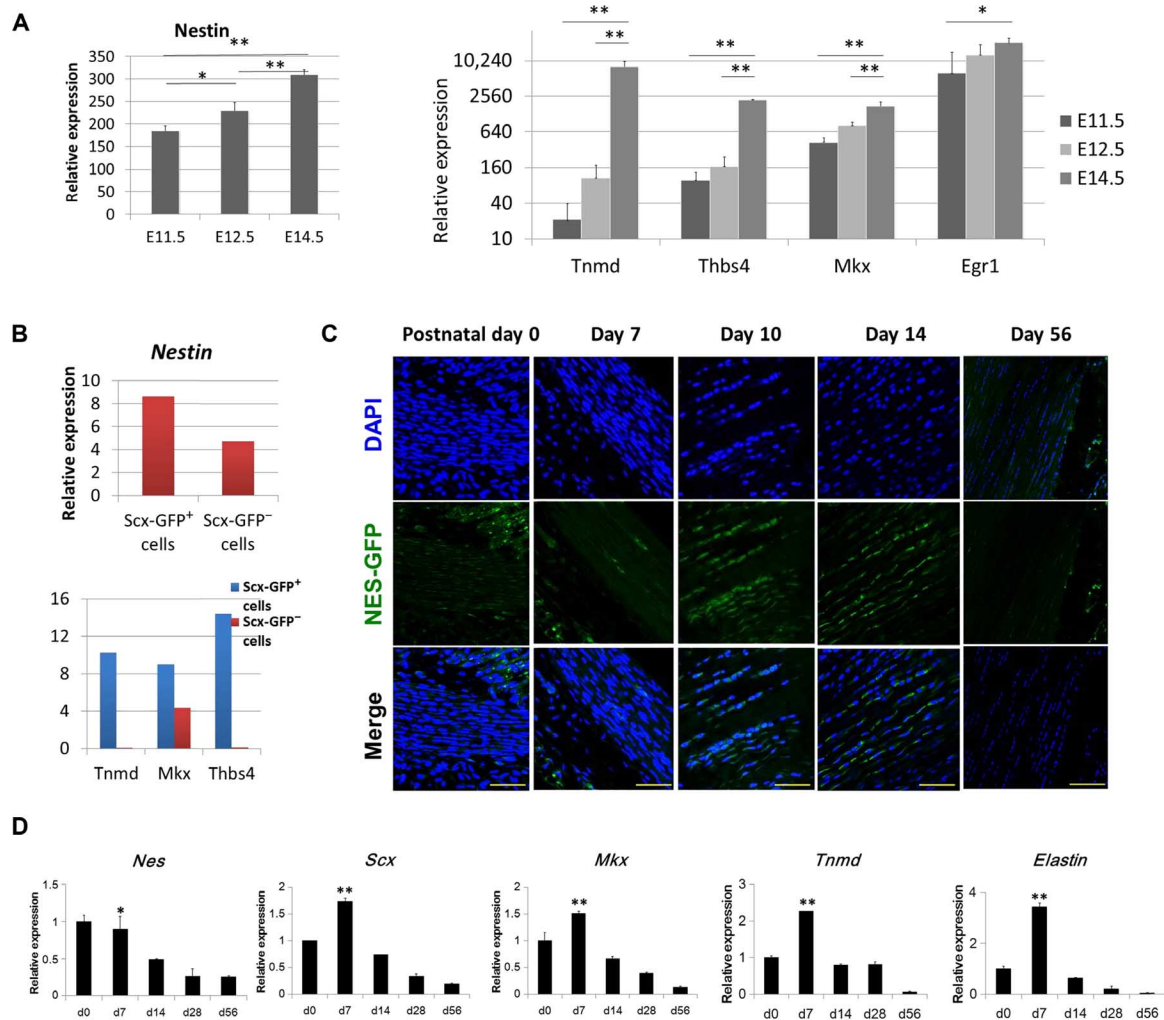 A
Nestin
**
*
**
350
300
250
200
150
100
50
0
Relative expression
E11.5 E12.5 E14.5
**
**
**
**
**
**
*
10,240
2560
640
160
40
10
Relative expression
Tnmd Thbs4 Mkx Egr1
E11.5
E12.5
E14.5
B
Nestin
10
8
6
4
2
0
Relative expression
Scx-GFP+ cells
Scx-GFP− cells
16
12
8
4
0
Scx-GFP+ cells
Scx-GFP− cells
Tnmd Mkx Thbs4
C
Postnatal day 0 Day 7 Day 10 Day 14 Day 56
DAPI
NES-GFP
Merge
D
Nes
1.5
1
0.5
0
Relative expression
*
d0 d7 d14 d28 d56
Scx
2
1.5
1
0.5
0
Relative expression
**
d0 d7 d14 d28 d56
Mkx
2
1.5
1
0.5
0
Relative expression
**
d0 d7 d14 d28 d56
Tnmd
3
2
1
0
Relative expression
**
d0 d7 d14 d28 d56
Elastin
4
2
0
Relative expression
**
d0 d7 d14 d28 d56